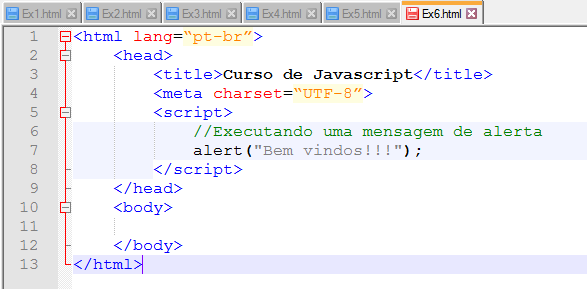 Ex1.html Ex2.html Ex3.html Ex4.html Ex5.html Ex6.html
1 <html lang=“pt-br”>
2 <head>
3 <title>Curso de Javascript</title>
4 <meta charset=“UTF-8”>
5 <script>
6 //Executando uma mensagem de alerta
7 alert("Bem vindos!!!");
8 </script>
9 </head>
10 <body>
11
12 </body>
13 </html>